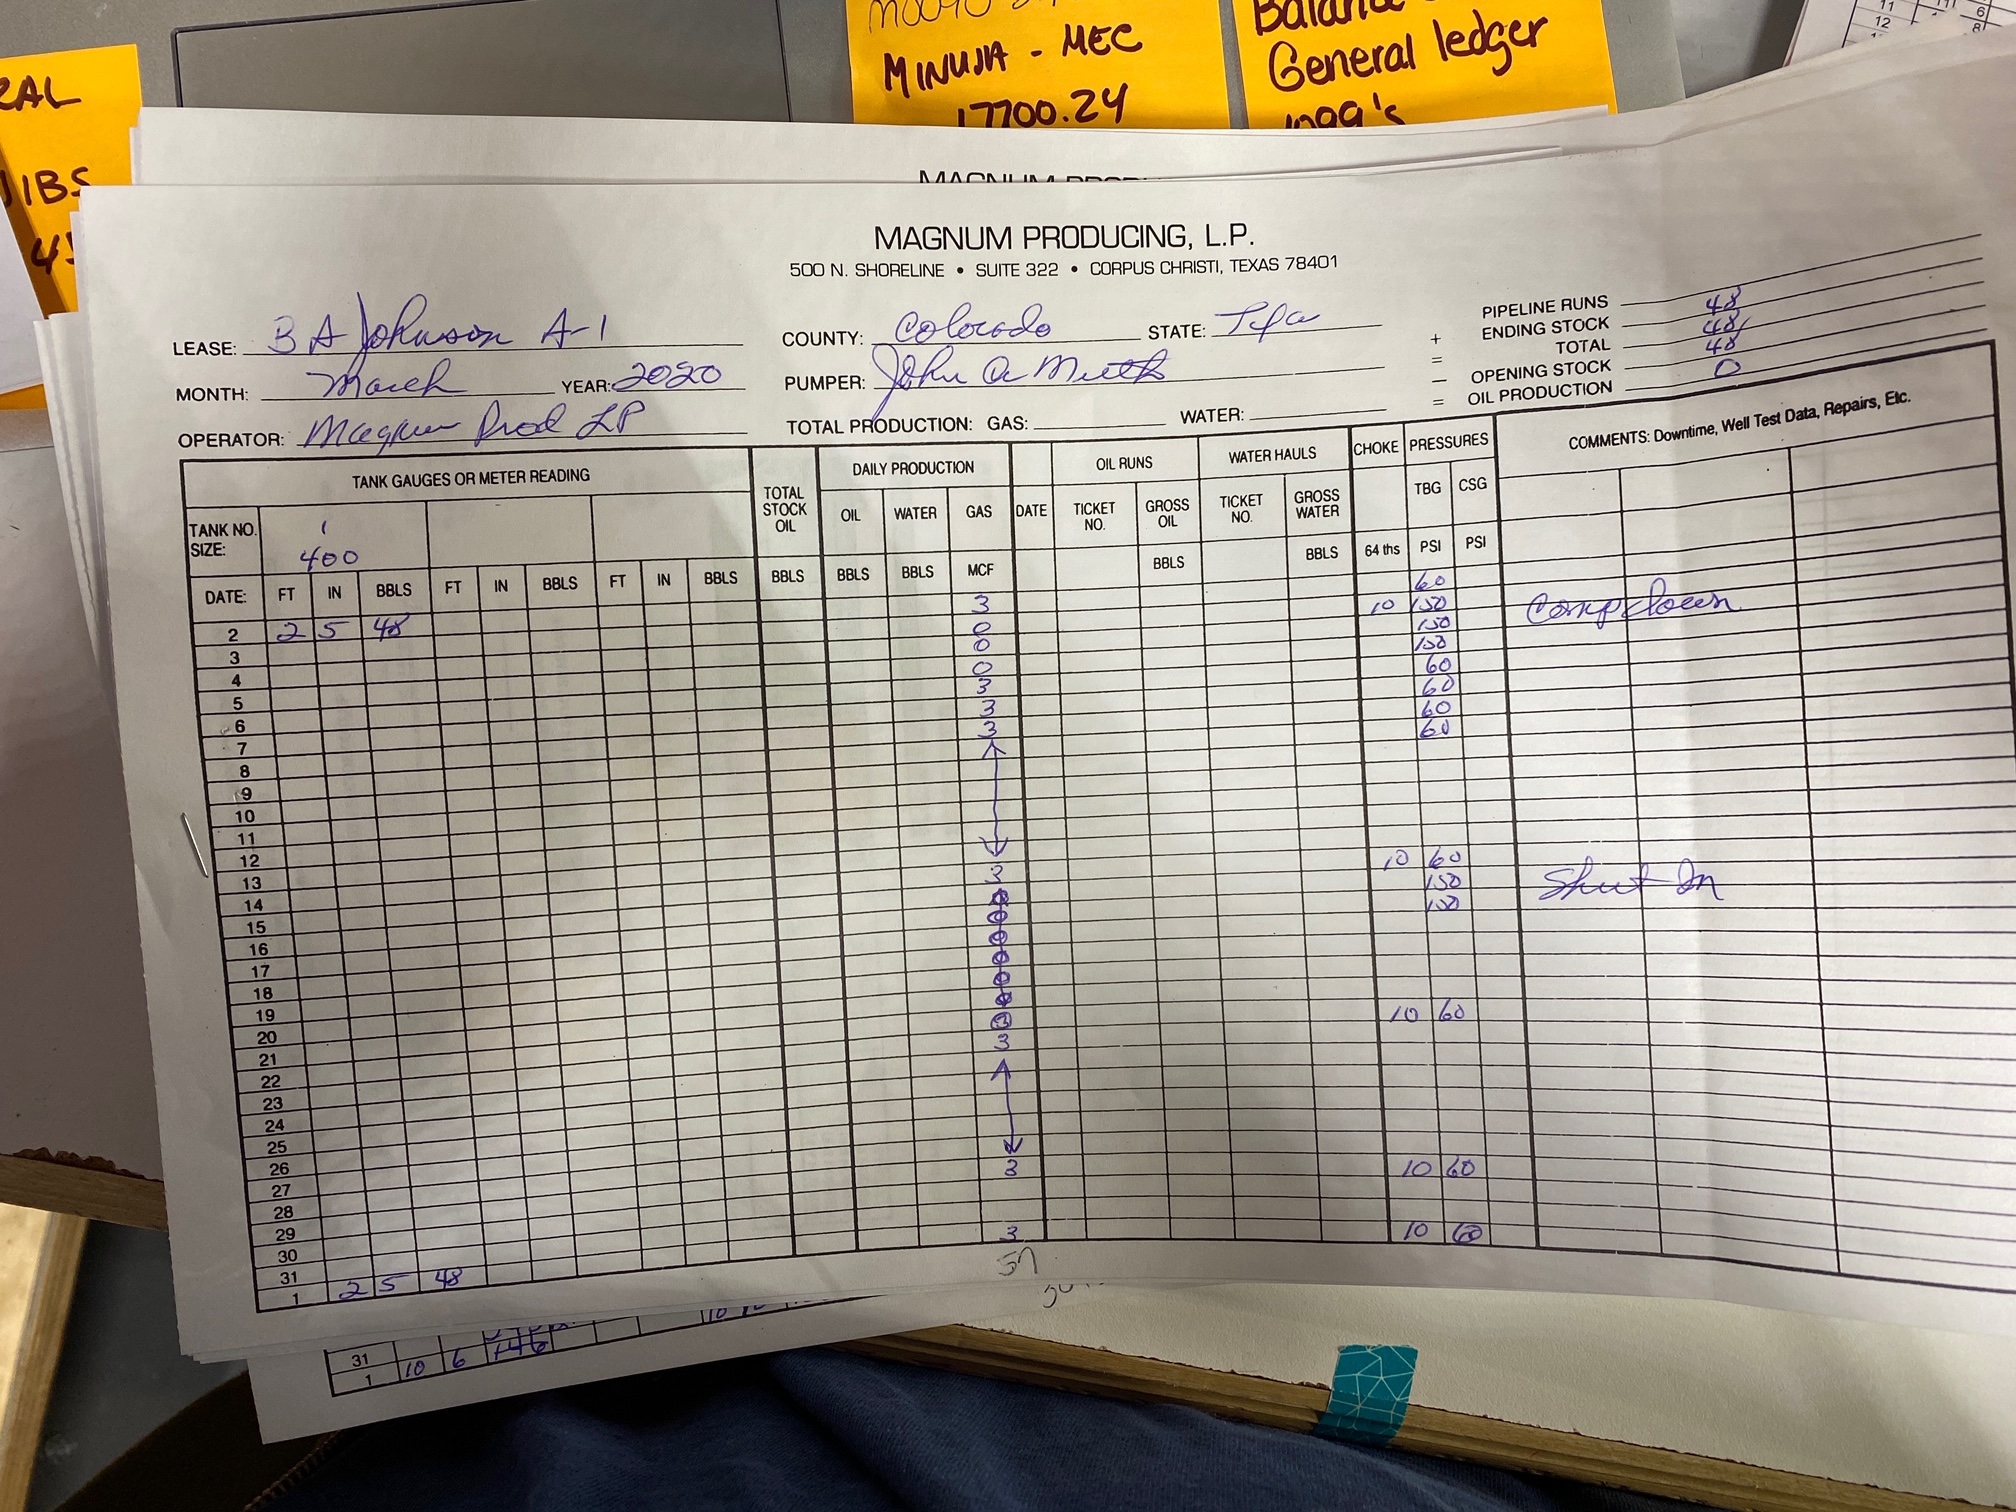 RAL
JIBS
MINUJA - MEC
17700.24
Balance
General ledger
1099's
11
12
6
8
MAGNUM PRODUCING, L.P.
500 N. SHORELINE • SUITE 322 • CORPUS CHRISTI, TEXAS 78401
LEASE: B A Johnson A-1 COUNTY: Colorado STATE:
MONTH: March YEAR: 2020 PUMPER: John A
OPERATOR: Magnum Prod LP TOTAL PRODUCTION: GAS: WATER:
PIPELINE RUNS
+ ENDING STOCK 48
= TOTAL 48
– OPENING STOCK 48
= OIL PRODUCTION 0
TANK GAUGES OR METER READING TOTAL STOCK OIL DAILY PRODUCTION OIL RUNS WATER HAULS CHOKE PRESSURES COMMENTS: Downtime, Well Test Data, Repairs, Etc.
TANK NO. 1 OIL WATER GAS DATE TICKET NO. GROSS OIL TICKET NO. GROSS WATER TBG CSG
SIZE: 400
DATE: FT IN BBLS FT IN BBLS FT IN BBLS BBLS BBLS BBLS MCF BBLS BBLS 64 ths PSI PSI
60
3 10 150 Comp down
2 2 5 48 0 150
3 0 150
4 0 60
5 3 60
6 3 60
7 3 60
8
9
10
11
12 10 60
13 3 150 Shut In
14 0 150
15 0
16 0
17 0
18 0
19 0 10 60
20 3
21 3
22
23
24
25
26 3 10 60
27
28
29 3 10 60
30
31
1 2 5 48
57
31
1 10 6 146